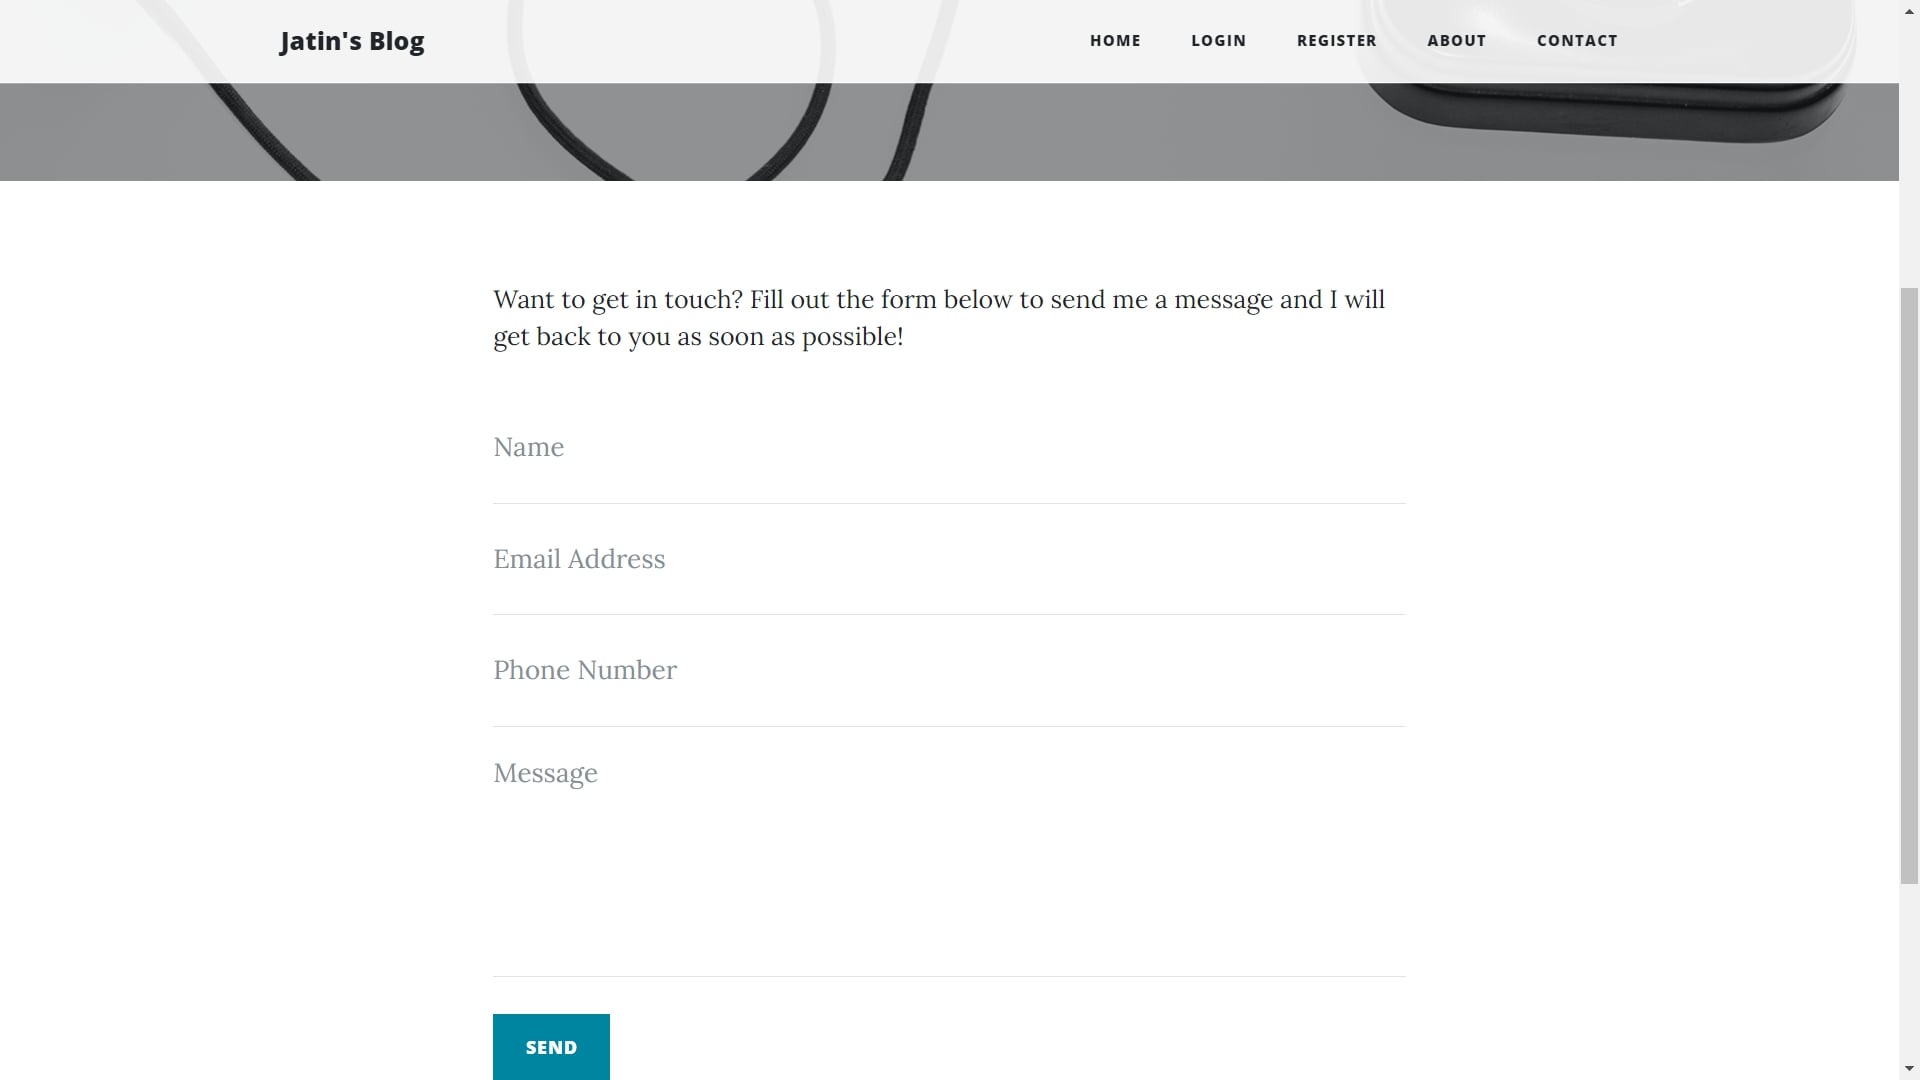 Jatin's Blog
HOME LOGIN REGISTER ABOUT CONTACT
Want to get in touch? Fill out the form below to send me a message and I will
get back to you as soon as possible!
Name
Email Address
Phone Number
Message
SEND